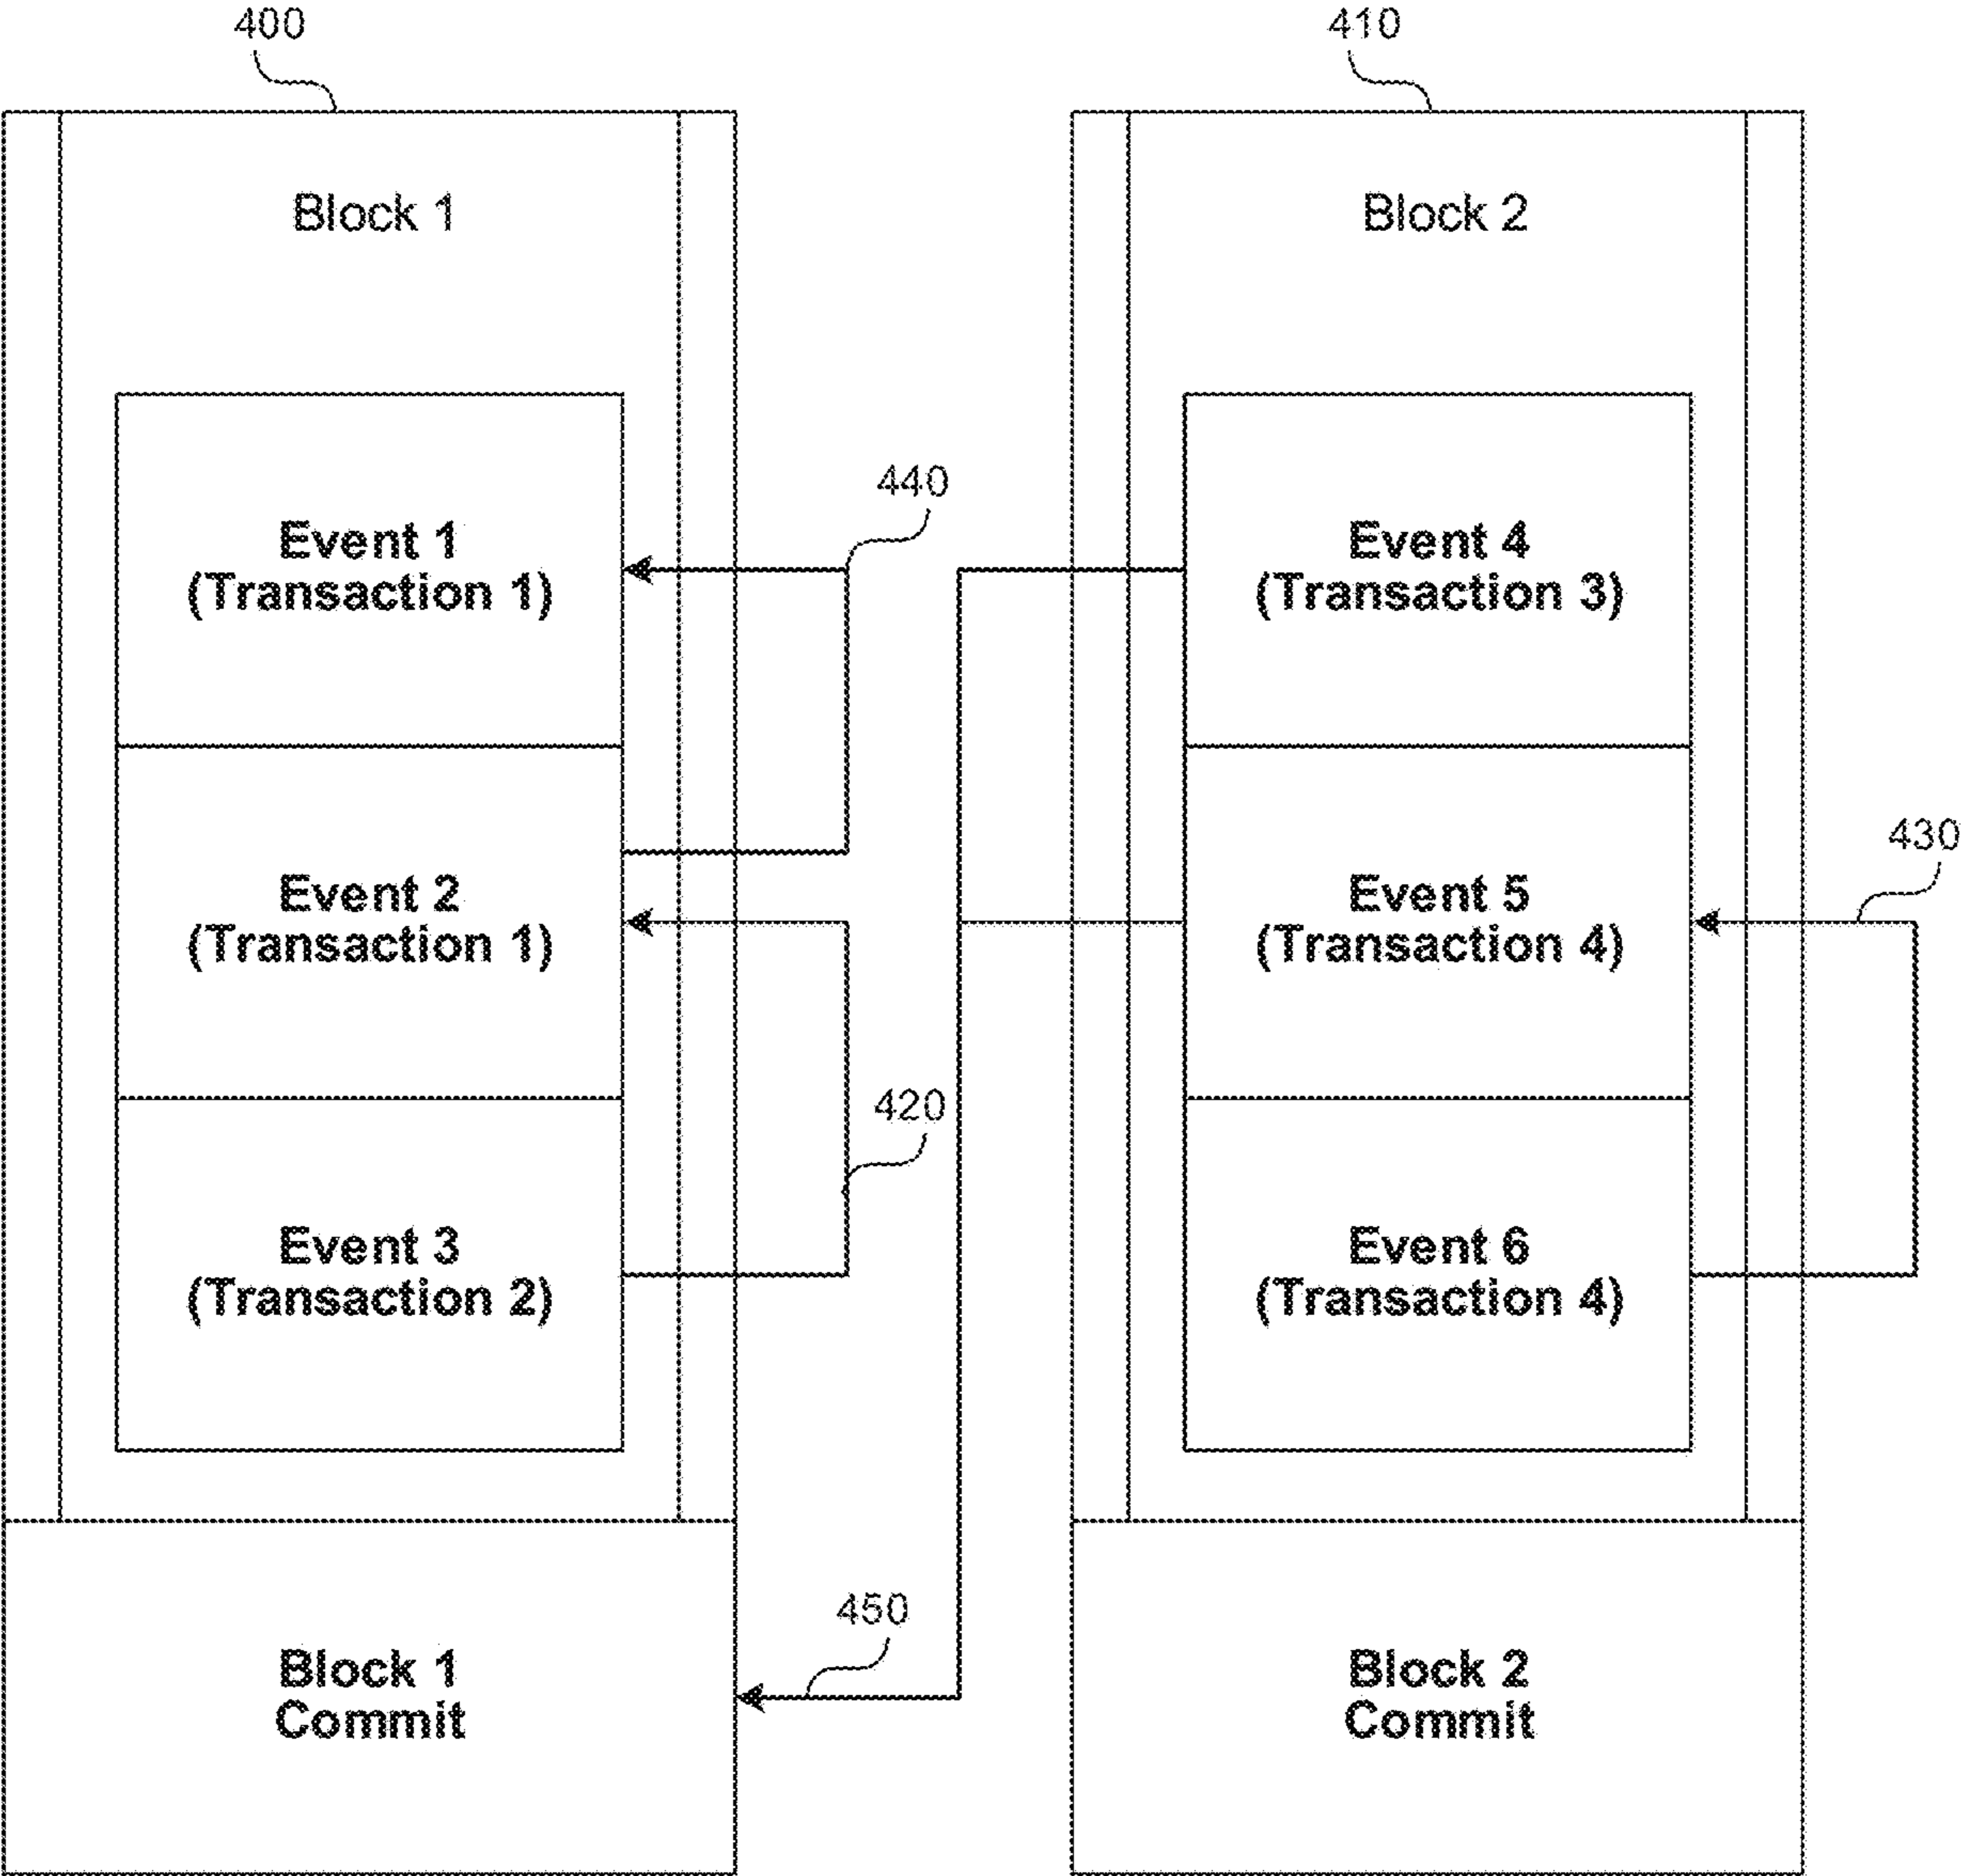 400
410
Block 1
Block 2
440
Event 1
(Transaction 1)
Event 4
(Transaction 3)
430
Event 2
(Transaction 1)
Event 5
(Transaction 4)
420
Event 3
(Transaction 2)
Event 6
(Transaction 4)
450
Block 1
Commit
Block 2
Commit